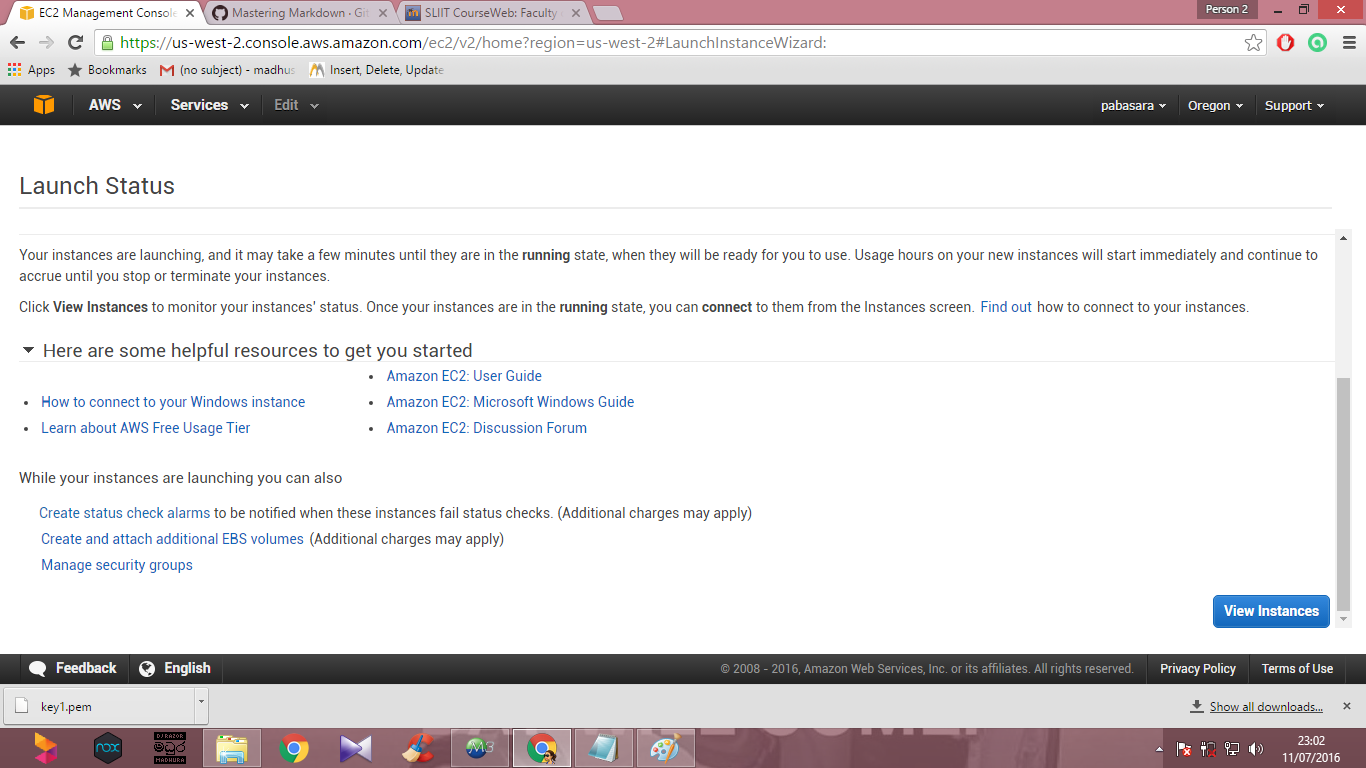 EC2 Management Console
Mastering Markdown · Git
SLIIT CourseWeb: Faculty
Person 2
https://us-west-2.console.aws.amazon.com/ec2/v2/home?region=us-west-2#LaunchInstanceWizard:
Apps
Bookmarks
(no subject) - madhus
Insert, Delete, Update
AWS
Services
Edit
pabasara
Oregon
Support
Launch Status
Your instances are launching, and it may take a few minutes until they are in the running state, when they will be ready for you to use. Usage hours on your new instances will start immediately and continue to
accrue until you stop or terminate your instances.
Click View Instances to monitor your instances' status. Once your instances are in the running state, you can connect to them from the Instances screen. Find out how to connect to your instances.
Here are some helpful resources to get you started
• Amazon EC2: User Guide
• How to connect to your Windows instance
• Amazon EC2: Microsoft Windows Guide
• Learn about AWS Free Usage Tier
• Amazon EC2: Discussion Forum
While your instances are launching you can also
Create status check alarms to be notified when these instances fail status checks. (Additional charges may apply)
Create and attach additional EBS volumes (Additional charges may apply)
Manage security groups
View Instances
Feedback
English
© 2008 - 2016, Amazon Web Services, Inc. or its affiliates. All rights reserved.
Privacy Policy
Terms of Use
key1.pem
Show all downloads...
nox
DJ RAZOR
MADHURA
M3
23:02
11/07/2016